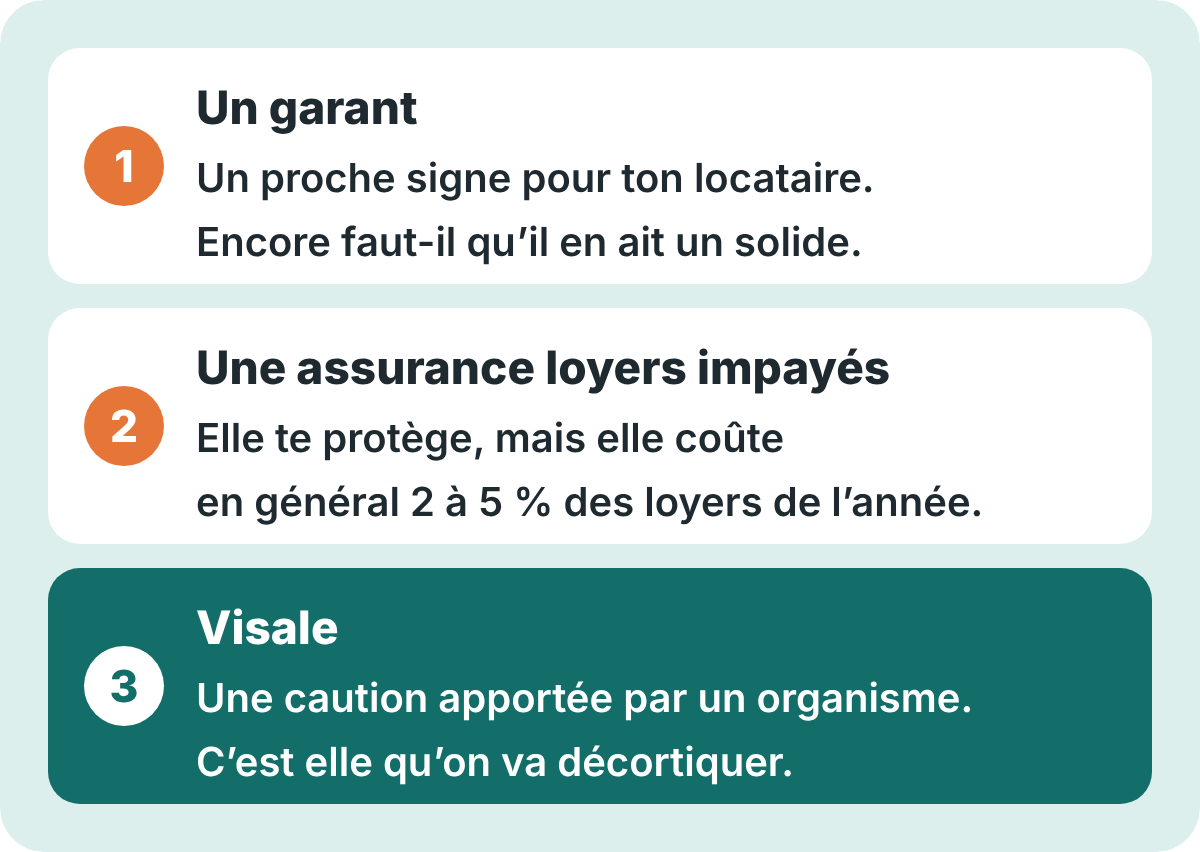 1
Un garant
Un proche signe pour ton locataire.
Encore faut-il qu’il en ait un solide.
2
Une assurance loyers impayés
Elle te protège, mais elle coûte
en général 2 à 5 % des loyers de l’année.
3
Visale
Une caution apportée par un organisme.
C’est elle qu’on va décortiquer.